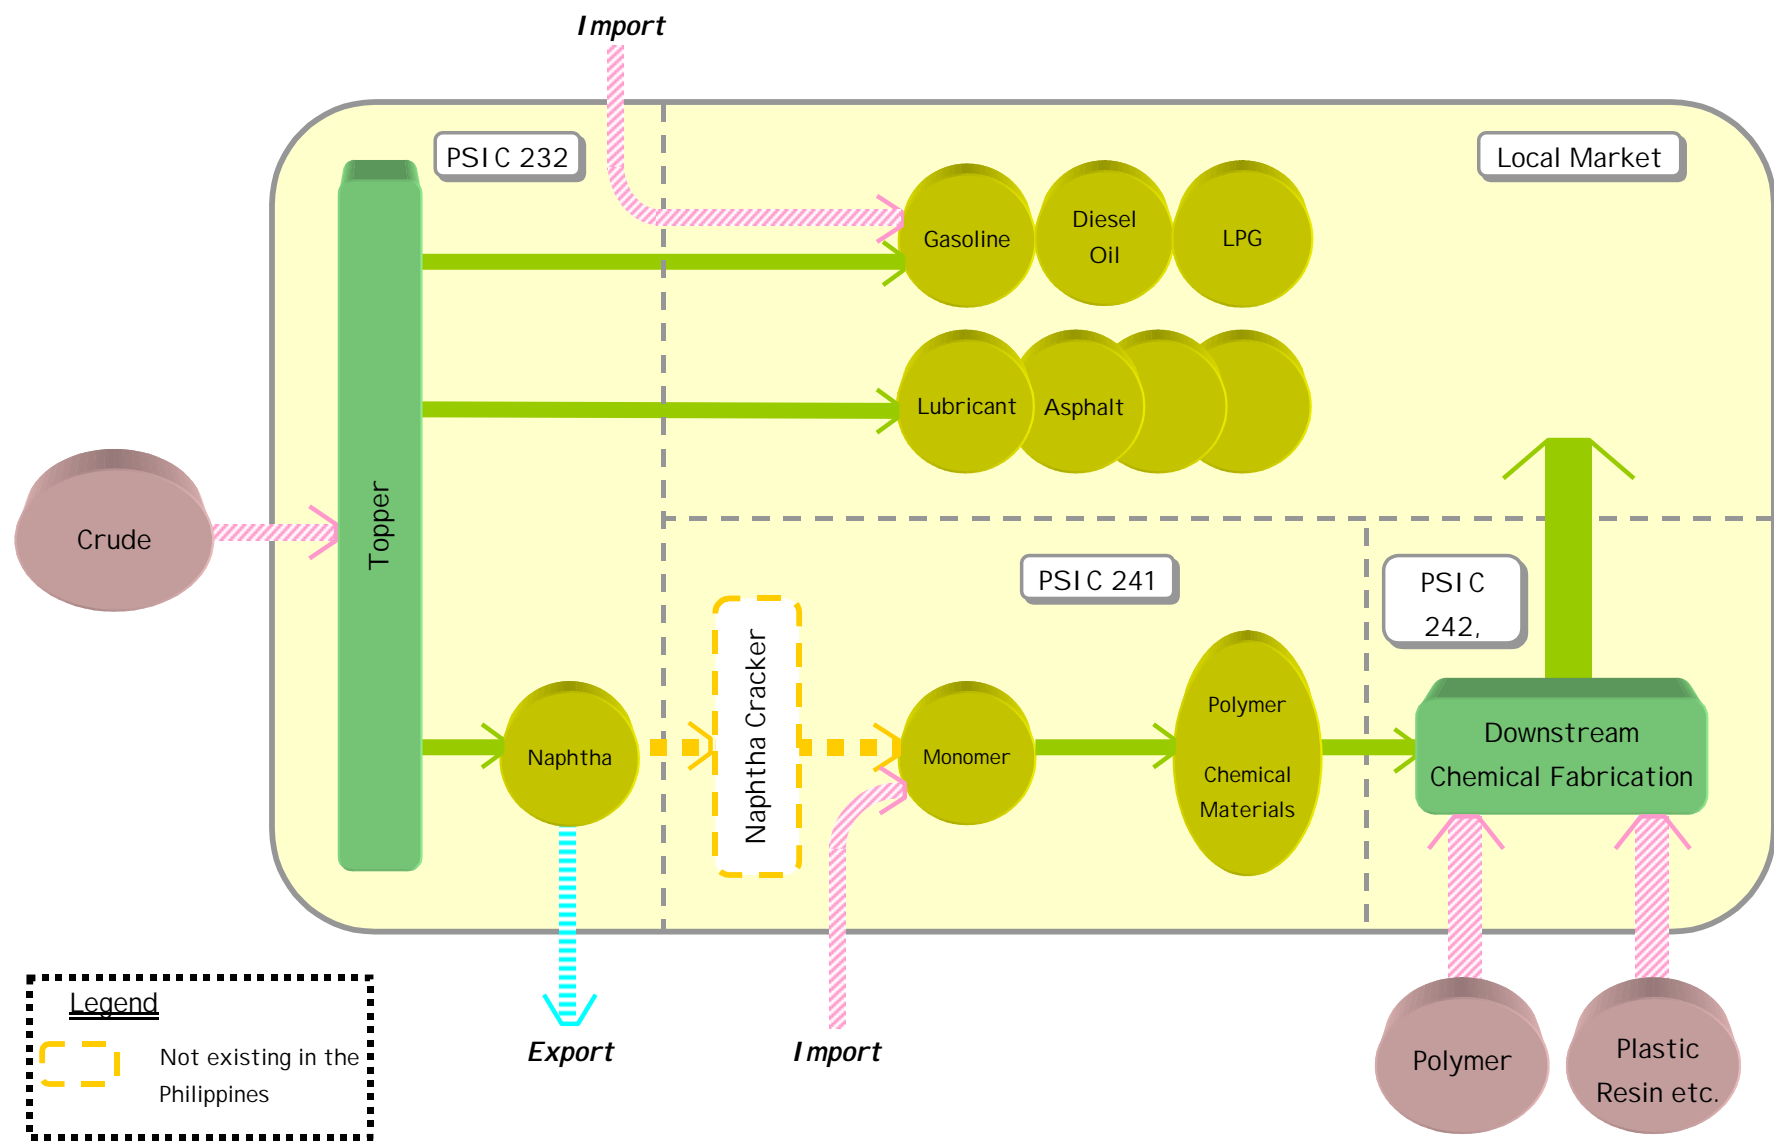 Import
PSIC 232
Local Market
Gasoline
Diesel
Oil
LPG
Lubricant
Asphalt
Crude
Topper
PSIC 241
PSIC
242,
Naphtha
Naphtha Cracker
Monomer
Polymer
Chemical
Materials
Downstream
Chemical Fabrication
Legend
Not existing in the
Philippines
Export
Import
Polymer
Plastic
Resin etc.